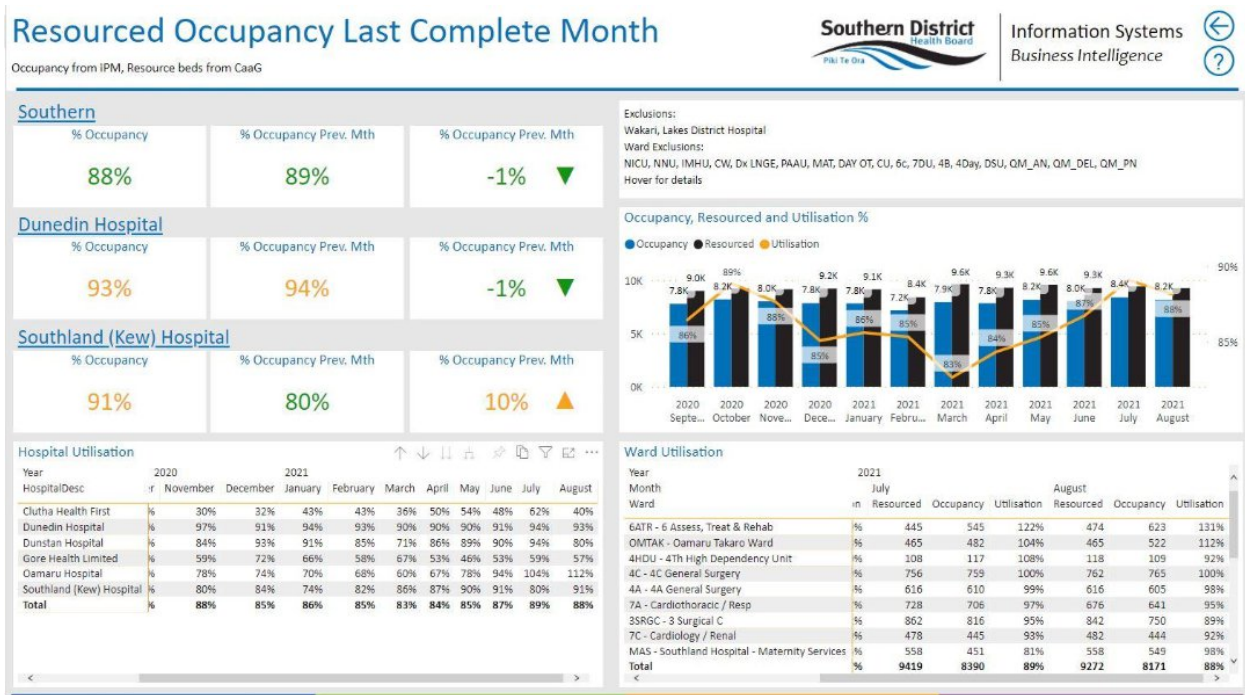 Resourced Occupancy Last Complete Month
Occupancy from IPM, Resource beds from CaaG
Southern District
Health Board
Piki Te Ora
Information Systems
Business Intelligence
?
Southern
% Occupancy % Occupancy Prev. Mth % Occupancy Prev. Mth
88% 89% -1% ▼
Dunedin Hospital
% Occupancy % Occupancy Prev. Mth % Occupancy Prev. Mth
93% 94% -1% ▼
Southland (Kew) Hospital
% Occupancy % Occupancy Prev. Mth % Occupancy Prev. Mth
91% 80% 10% ▲
Exclusions:
Wakari, Lakes District Hospital
Ward Exclusions:
NICU, NNU, IMHU, CW, Dx LNGE, PAAU, MAT, DAY OT, CU, 6c, 7DU, 4B, 4Day, DSU, QM_AN, QM_DEL, QM_PN
Hover for details
Occupancy, Resourced and Utilisation %
Occupancy Resourced Utilisation
10K 5K 0K
90% 85%
7.8K 9.0K 8.2K 8.0K 7.8K 9.2K 7.8K 9.1K 7.2K 8.4K 7.9K 9.6K 7.8K 9.3K 8.2K 9.6K 8.0K 9.3K 8.4K 8.2K
86% 89% 88% 85% 86% 85% 83% 84% 85% 87% 88%
2020 2020 2020 2020 2021 2021 2021 2021 2021 2021 2021 2021
Septe... October Nove... Dece... January Febru... March April May June July August
Hospital Utilisation
Year 2020 2021
HospitalDesc r November December January February March April May June July August
Clutha Health First % 30% 32% 43% 43% 36% 50% 54% 48% 62% 40%
Dunedin Hospital % 97% 91% 94% 93% 90% 90% 90% 91% 94% 93%
Dunstan Hospital % 84% 93% 91% 85% 71% 86% 89% 90% 94% 80%
Gore Health Limited % 59% 72% 66% 58% 67% 53% 46% 53% 59% 57%
Oamaru Hospital % 78% 74% 70% 68% 60% 67% 78% 94% 104% 112%
Southland (Kew) Hospital % 80% 84% 74% 82% 86% 87% 90% 91% 80% 91%
Total % 88% 85% 86% 85% 83% 84% 85% 87% 89% 88%
Ward Utilisation
Year 2021
Month July August
Ward n Resourced Occupancy Utilisation Resourced Occupancy Utilisation
6ATR - 6 Assess, Treat & Rehab % 445 545 122% 474 623 131%
OMTAK - Oamaru Takaro Ward % 465 482 104% 465 522 112%
4HDU - 4Th High Dependency Unit % 108 117 108% 118 109 92%
4C - 4C General Surgery % 756 759 100% 762 765 100%
4A - 4A General Surgery % 616 610 99% 616 605 98%
7A - Cardiothoracic / Resp % 728 706 97% 676 641 95%
3SRGC - 3 Surgical C % 862 816 95% 842 750 89%
7C - Cardiology / Renal % 478 445 93% 482 444 92%
MAS - Southland Hospital - Maternity Services % 558 451 81% 558 549 98%
Total % 9419 8390 89% 9272 8171 88%